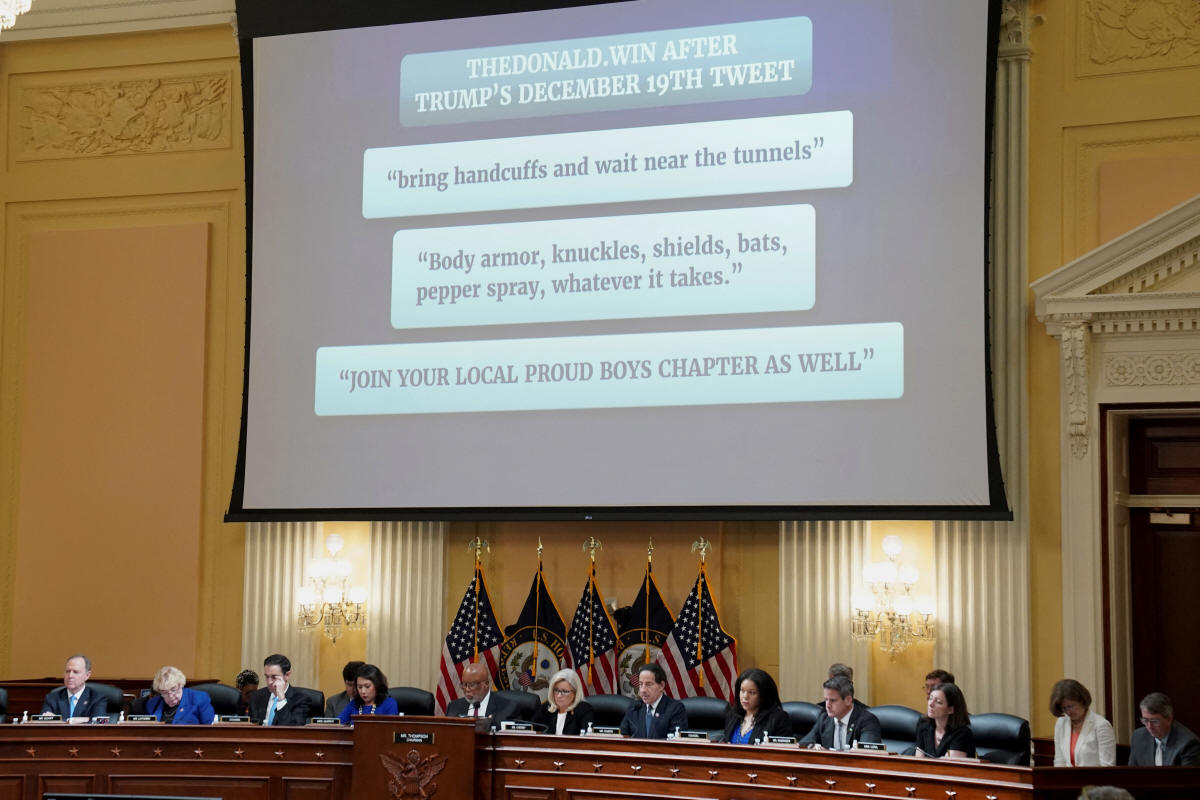 THEDONALD.WIN AFTER
TRUMP'S DECEMBER 19TH TWEET
“bring handcuffs and wait near the tunnels”
“Body armor, knuckles, shields, bats,
pepper spray, whatever it takes.”
“JOIN YOUR LOCAL PROUD BOYS CHAPTER AS WELL”
MR. THOMPSON
CHAIRMAN